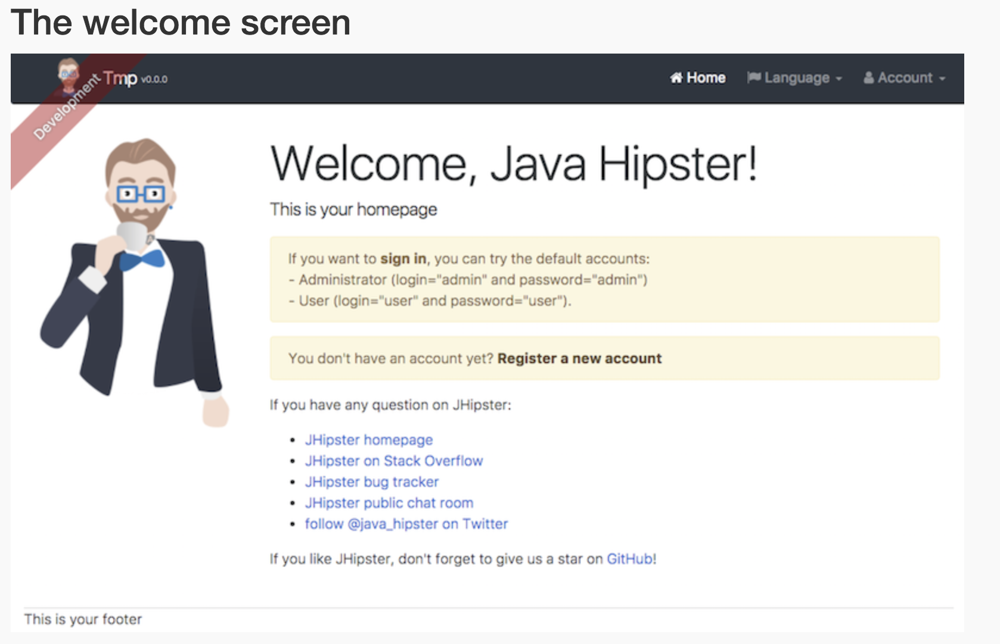 The welcome screen
Development
Tmp v0.0.0
Home Language Account
Welcome, Java Hipster!
This is your homepage
If you want to sign in, you can try the default accounts:
- Administrator (login="admin" and password="admin")
- User (login="user" and password="user").
You don't have an account yet? Register a new account
If you have any question on JHipster:
• JHipster homepage
• JHipster on Stack Overflow
• JHipster bug tracker
• JHipster public chat room
• follow @java_hipster on Twitter
If you like JHipster, don't forget to give us a star on GitHub!
This is your footer